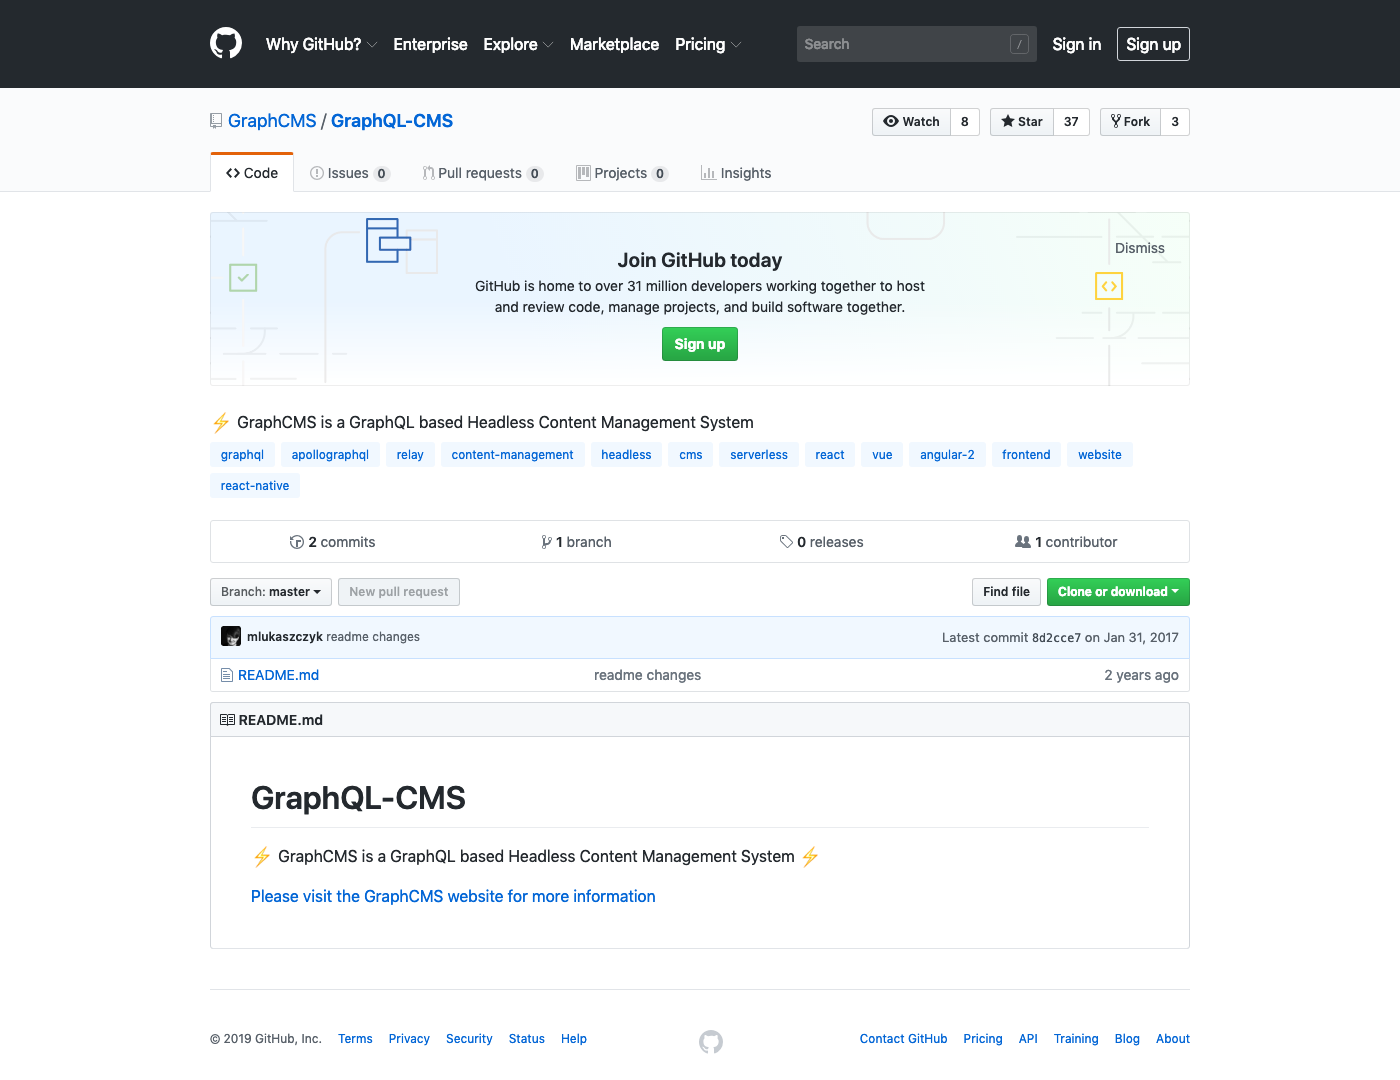 Why GitHub? Enterprise Explore Marketplace Pricing Search / Sign in Sign up
GraphCMS / GraphQL-CMS Watch 8 Star 37 Fork 3
Code Issues 0 Pull requests 0 Projects 0 Insights
Dismiss
Join GitHub today
GitHub is home to over 31 million developers working together to host
and review code, manage projects, and build software together.
Sign up
⚡ GraphCMS is a GraphQL based Headless Content Management System
graphql apollographql relay content-management headless cms serverless react vue angular-2 frontend website
react-native
2 commits 1 branch 0 releases 1 contributor
Branch: master New pull request Find file Clone or download
mlukaszczyk readme changes Latest commit 8d2cce7 on Jan 31, 2017
README.md readme changes 2 years ago
README.md
GraphQL-CMS
⚡ GraphCMS is a GraphQL based Headless Content Management System ⚡
Please visit the GraphCMS website for more information
© 2019 GitHub, Inc. Terms Privacy Security Status Help Contact GitHub Pricing API Training Blog About